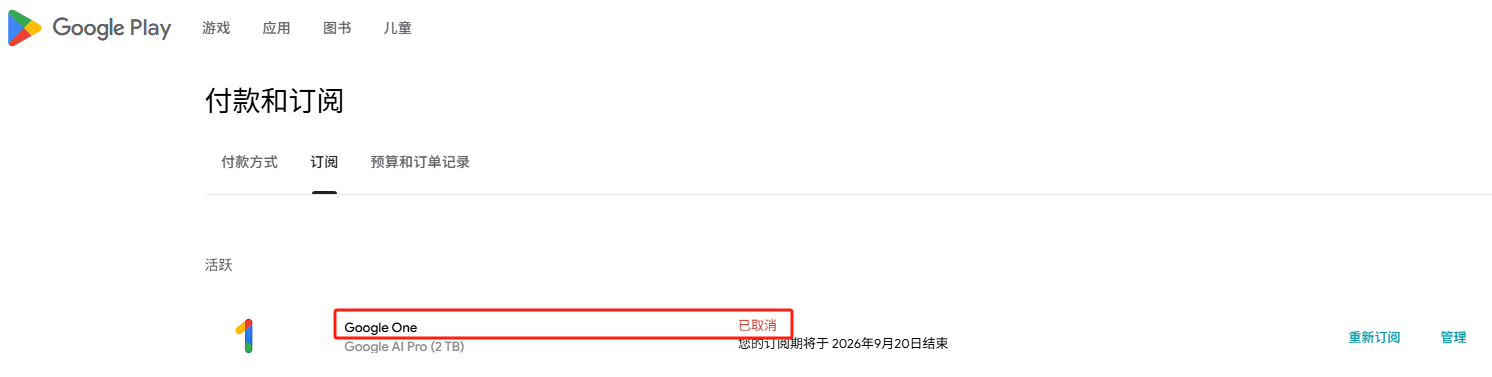 Google Play 游戏 应用 图书 儿童
付款和订阅
付款方式 订阅 预算和订单记录
活跃
Google One 已取消
Google AI Pro (2 TB) 您的订阅期将于 2026年9月20日结束 重新订阅 管理